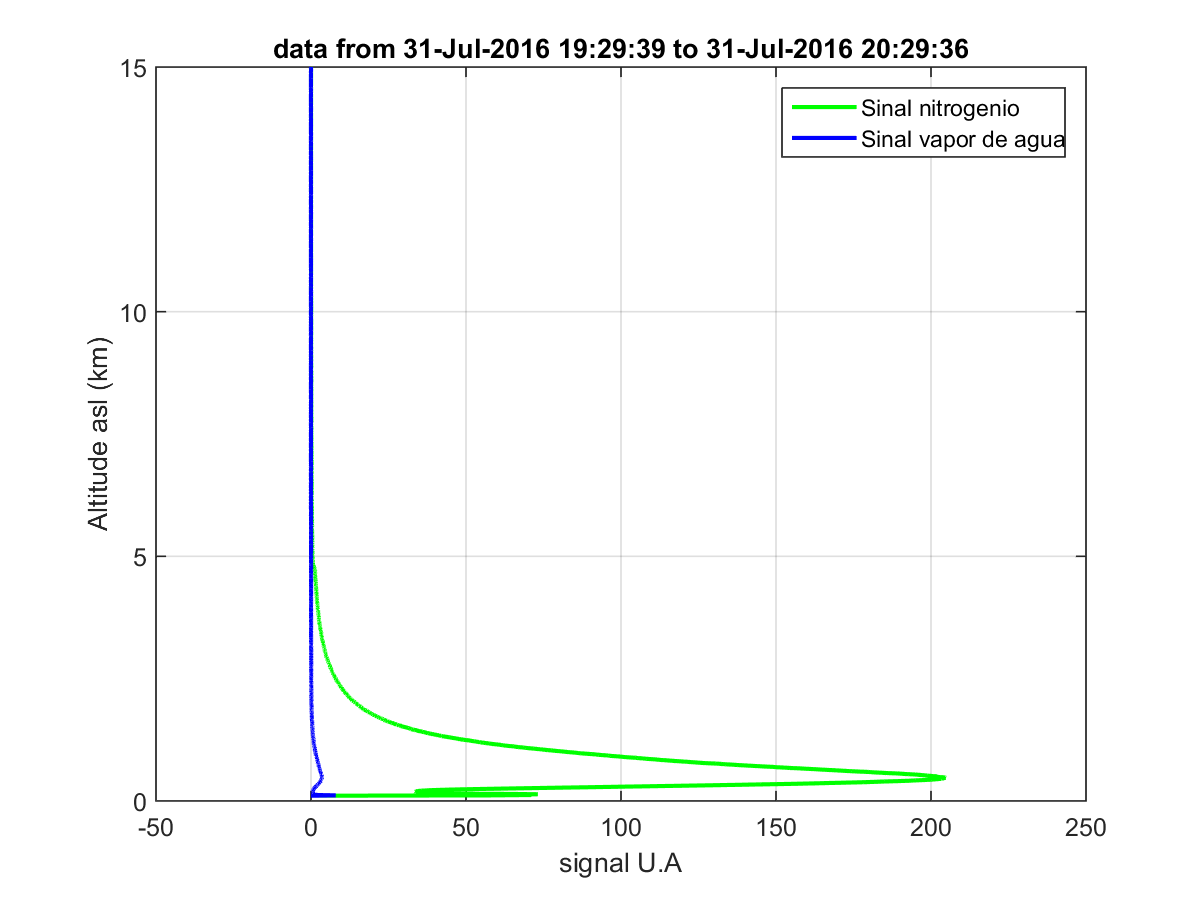 data from 31-Jul-2016 19:29:39 to 31-Jul-2016 20:29:36
Sinal nitrogenio
Sinal vapor de agua
15
10
5
0
Altitude asl (km)
-50 0 50 100 150 200 250
signal U.A